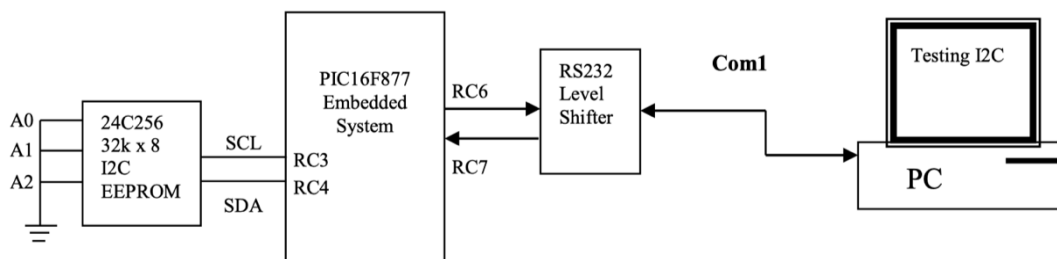 A0
A1
A2
24C256
32k x 8
I2C
EEPROM
SCL
SDA
PIC16F877
Embedded
System
RC3
RC4
RC6
RC7
RS232
Level
Shifter
Com1
Testing I2C
PC